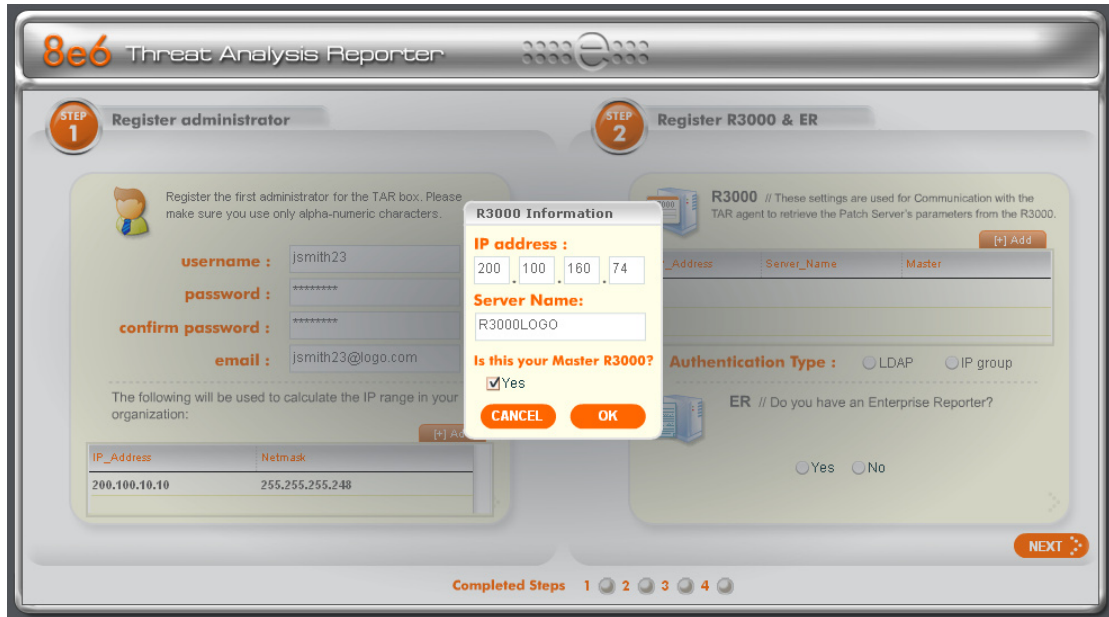 8e6 Threat Analysis Reporter
STEP 1
Register administrator
Register the first administrator for the TAR box. Please
make sure you use only alpha-numeric characters.
username : jsmith23
password : ********
confirm password : ********
email : jsmith23@logo.com
The following will be used to calculate the IP range in your
organization:
[+] Ad
IP_Address Netmask
200.100.10.10 255.255.255.248
R3000 Information
IP address :
200 . 100 . 160 . 74
Server Name:
R3000LOGO
Is this your Master R3000?
Yes
CANCEL OK
STEP 2
Register R3000 & ER
R3000 // These settings are used for Communication with the
TAR agent to retrieve the Patch Server's parameters from the R3000.
[+] Add
_Address Server_Name Master
Authentication Type : LDAP IP group
ER // Do you have an Enterprise Reporter?
Yes No
NEXT
Completed Steps 1 2 3 4